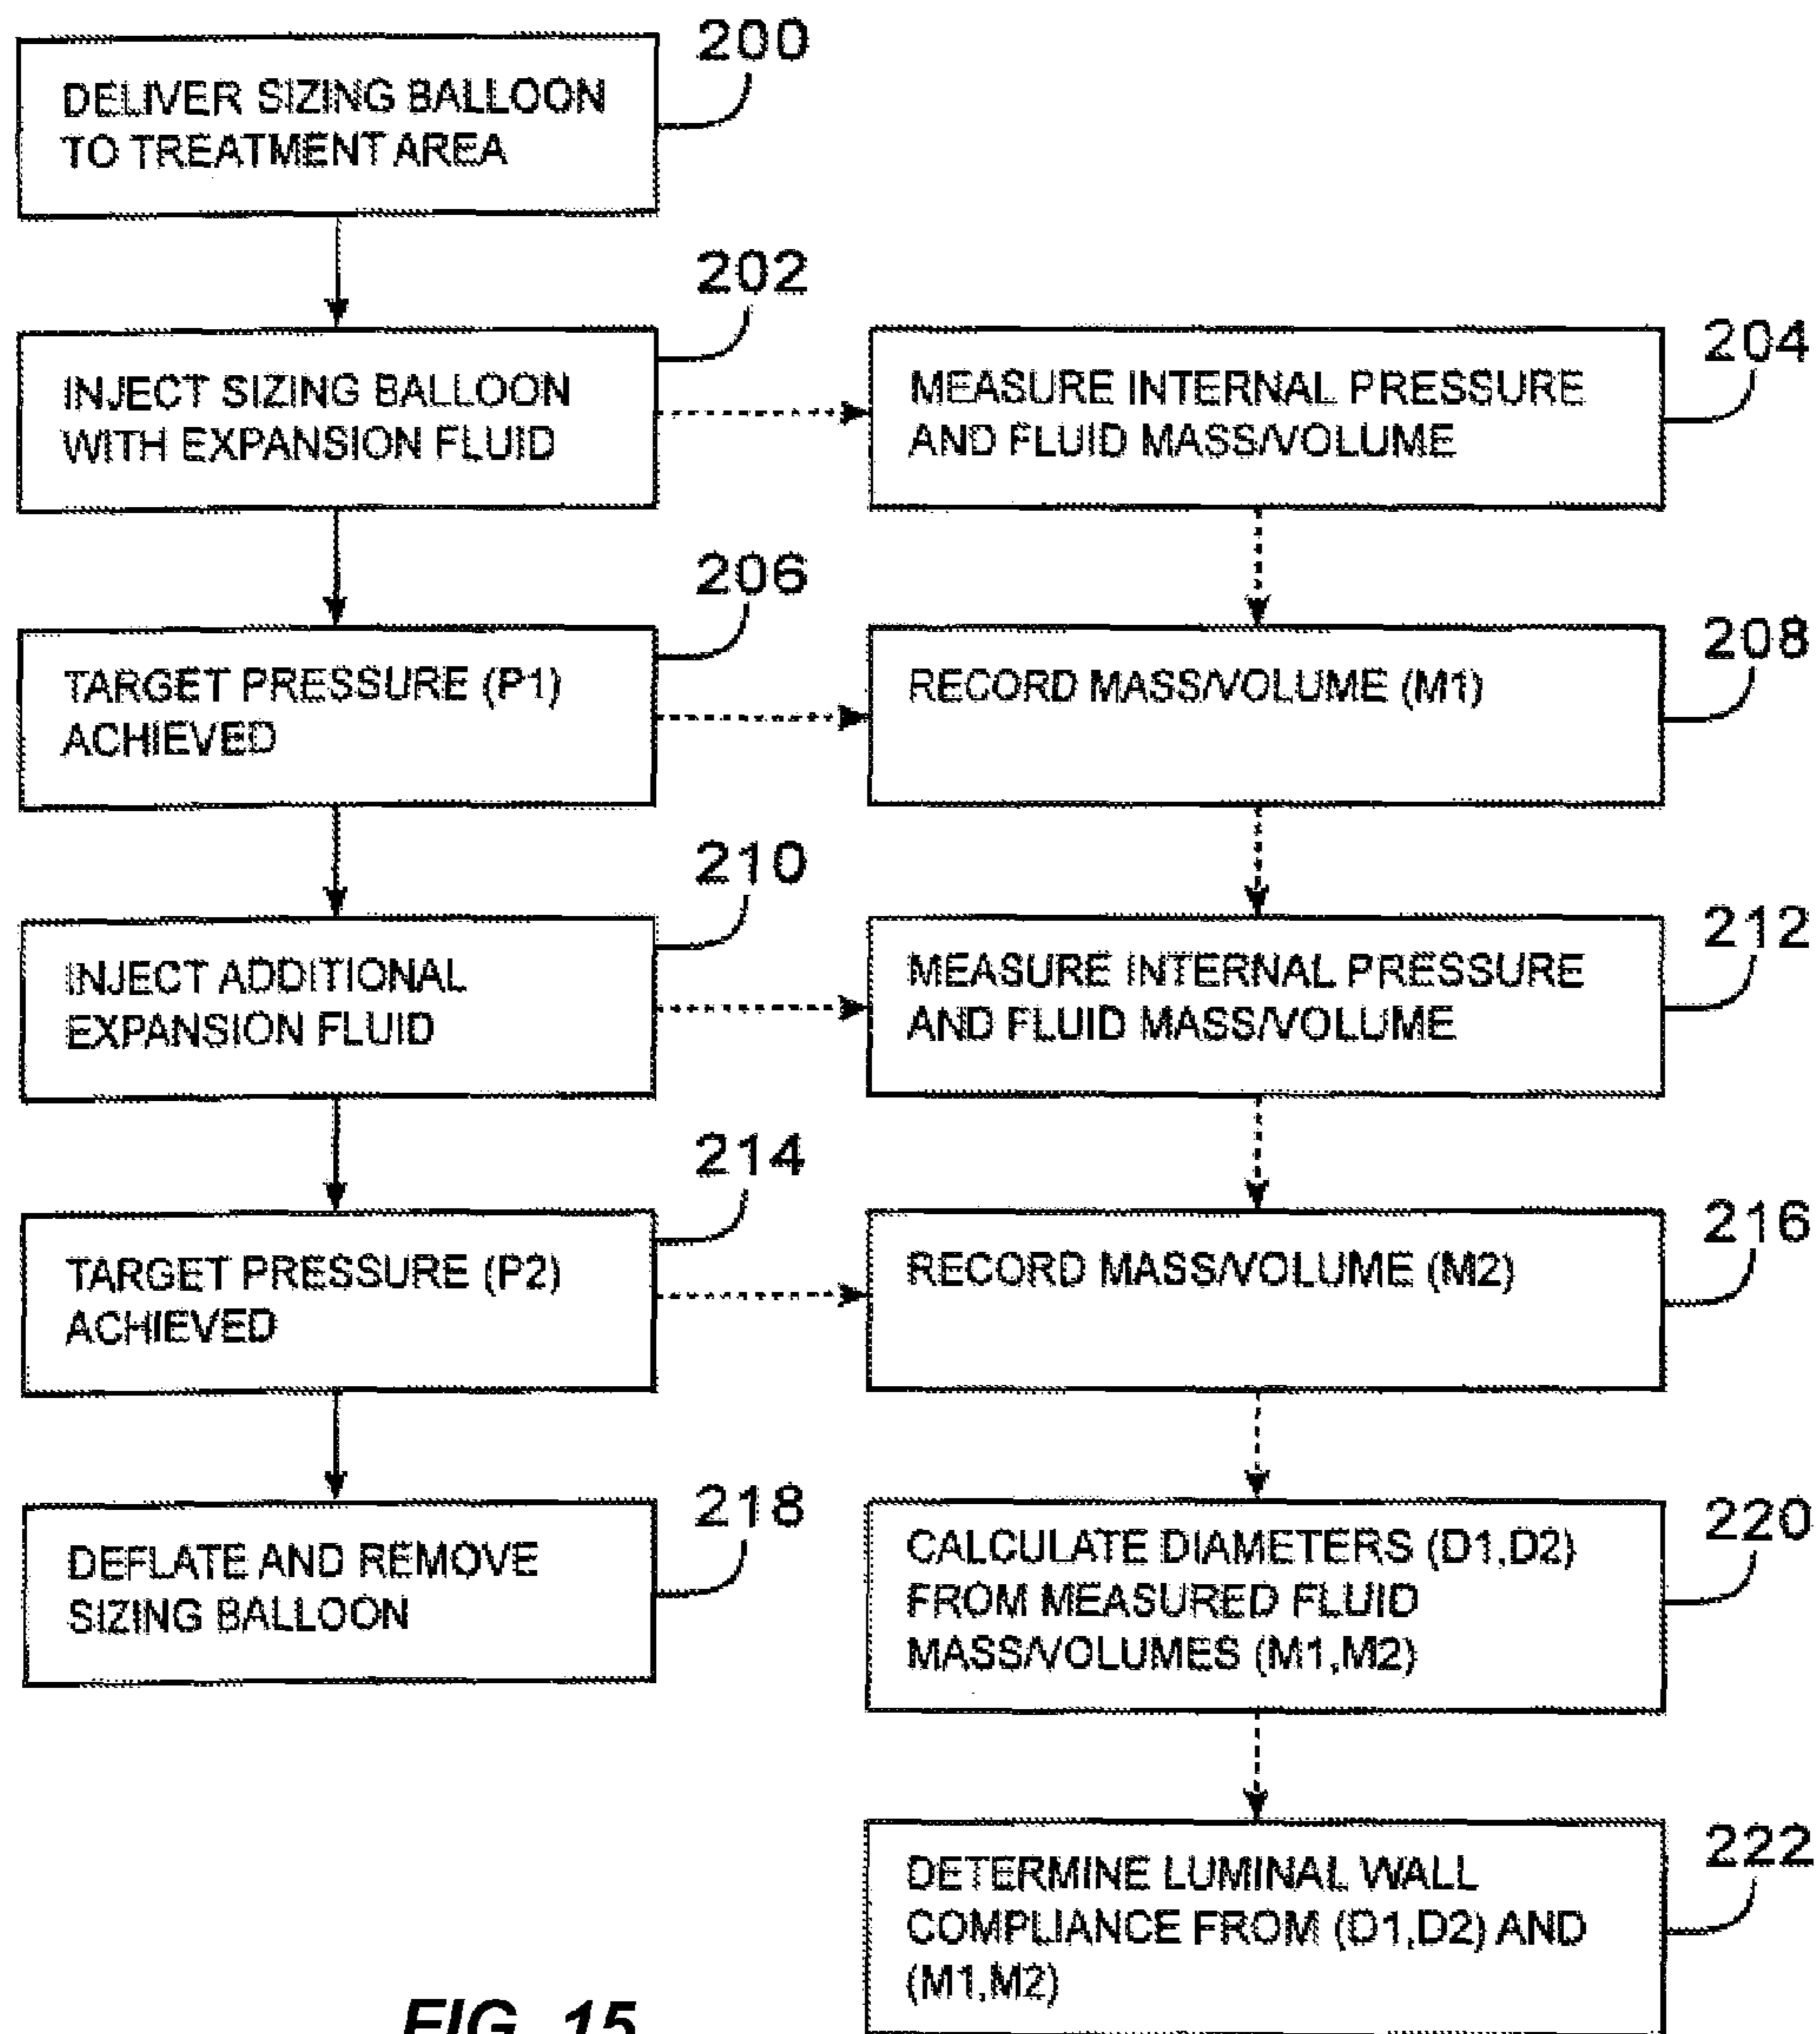 200
DELIVER SIZING BALLOON
TO TREATMENT AREA
202
INJECT SIZING BALLOON
WITH EXPANSION FLUID
204
MEASURE INTERNAL PRESSURE
AND FLUID MASS/VOLUME
206
TARGET PRESSURE (P1)
ACHIEVED
208
RECORD MASS/VOLUME (M1)
210
INJECT ADDITIONAL
EXPANSION FLUID
212
MEASURE INTERNAL PRESSURE
AND FLUID MASS/VOLUME
214
TARGET PRESSURE (P2)
ACHIEVED
216
RECORD MASS/VOLUME (M2)
218
DEFLATE AND REMOVE
SIZING BALLOON
220
CALCULATE DIAMETERS (D1,D2)
FROM MEASURED FLUID
MASS/VOLUMES (M1,M2)
222
DETERMINE LUMINAL WALL
COMPLIANCE FROM (D1,D2) AND
(M1,M2)
FIG. 15